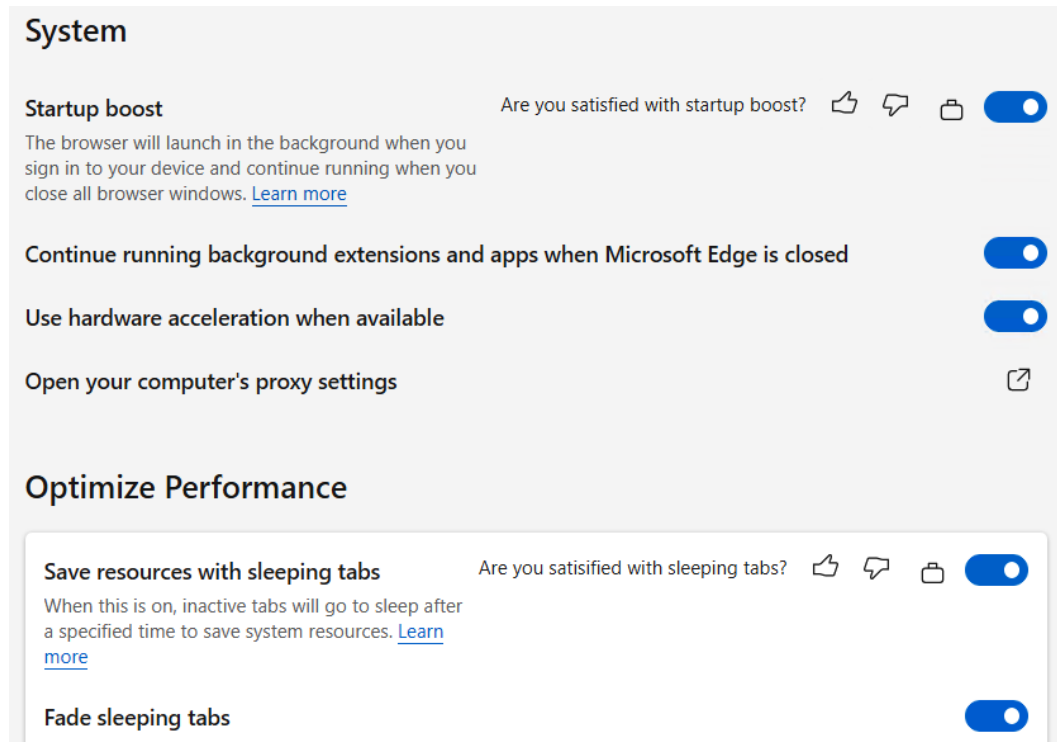 System
Startup boost
Are you satisfied with startup boost?
The browser will launch in the background when you
sign in to your device and continue running when you
close all browser windows. Learn more
Continue running background extensions and apps when Microsoft Edge is closed
Use hardware acceleration when available
Open your computer's proxy settings
Optimize Performance
Save resources with sleeping tabs
Are you satisified with sleeping tabs?
When this is on, inactive tabs will go to sleep after
a specified time to save system resources. Learn
more
Fade sleeping tabs